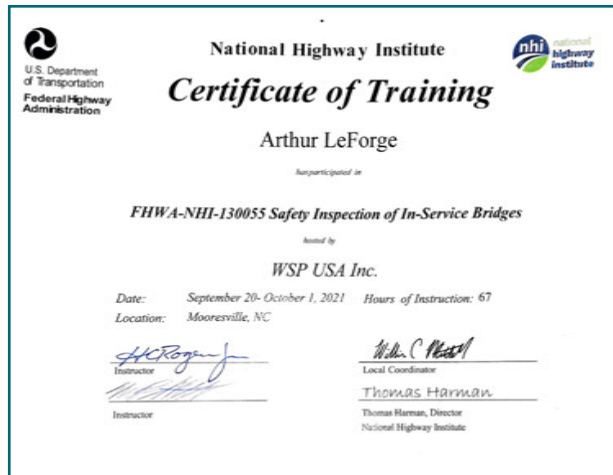 National Highway Institute
nhi national
highway
institute
U.S. Department
of Transportation
Federal Highway
Administration
Certificate of Training
Arthur LeForge
has participated in
FHWA-NHI-130055 Safety Inspection of In-Service Bridges
hosted by
WSP USA Inc.
Date: September 20- October 1, 2021 Hours of Instruction: 67
Location: Mooresville, NC
Instructor
Local Coordinator
Thomas Harman
Instructor
Thomas Harman, Director
National Highway Institute